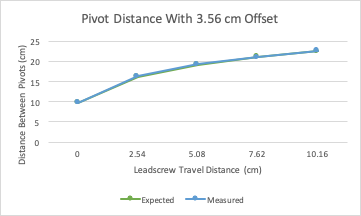 Pivot Distance With 3.56 cm Offset
Distance Between Pivots (cm)
25
20
15
10
5
0
0 2.54 5.08 7.62 10.16
Leadscrew Travel Distance (cm)
Expected Measured